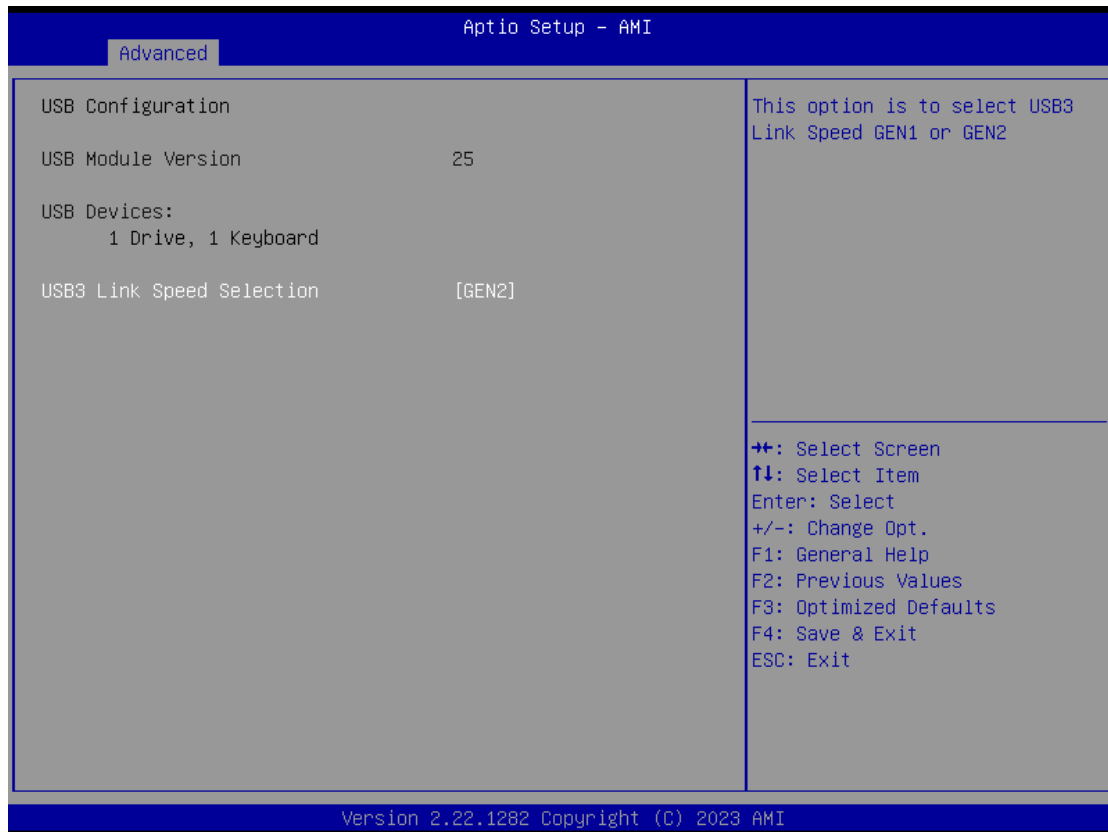 Aptio Setup – AMI
Advanced
USB Configuration
USB Module Version 25
USB Devices:
1 Drive, 1 Keyboard
USB3 Link Speed Selection [GEN2]
This option is to select USB3
Link Speed GEN1 or GEN2
→←: Select Screen
↑↓: Select Item
Enter: Select
+/-: Change Opt.
F1: General Help
F2: Previous Values
F3: Optimized Defaults
F4: Save & Exit
ESC: Exit
Version 2.22.1282 Copyright (C) 2023 AMI